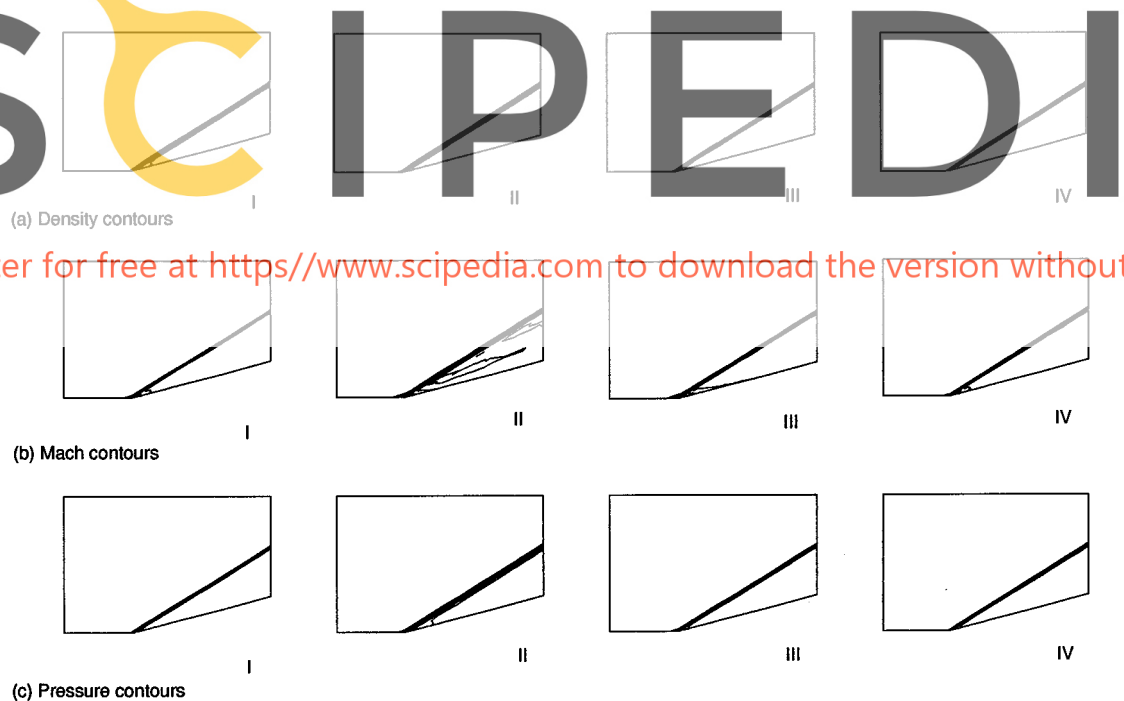 SCIPEDI
I II III IV
(a) Density contours
er for free at https//www.scipedia.com to download the version without
I II III IV
(b) Mach contours
I II III IV
(c) Pressure contours